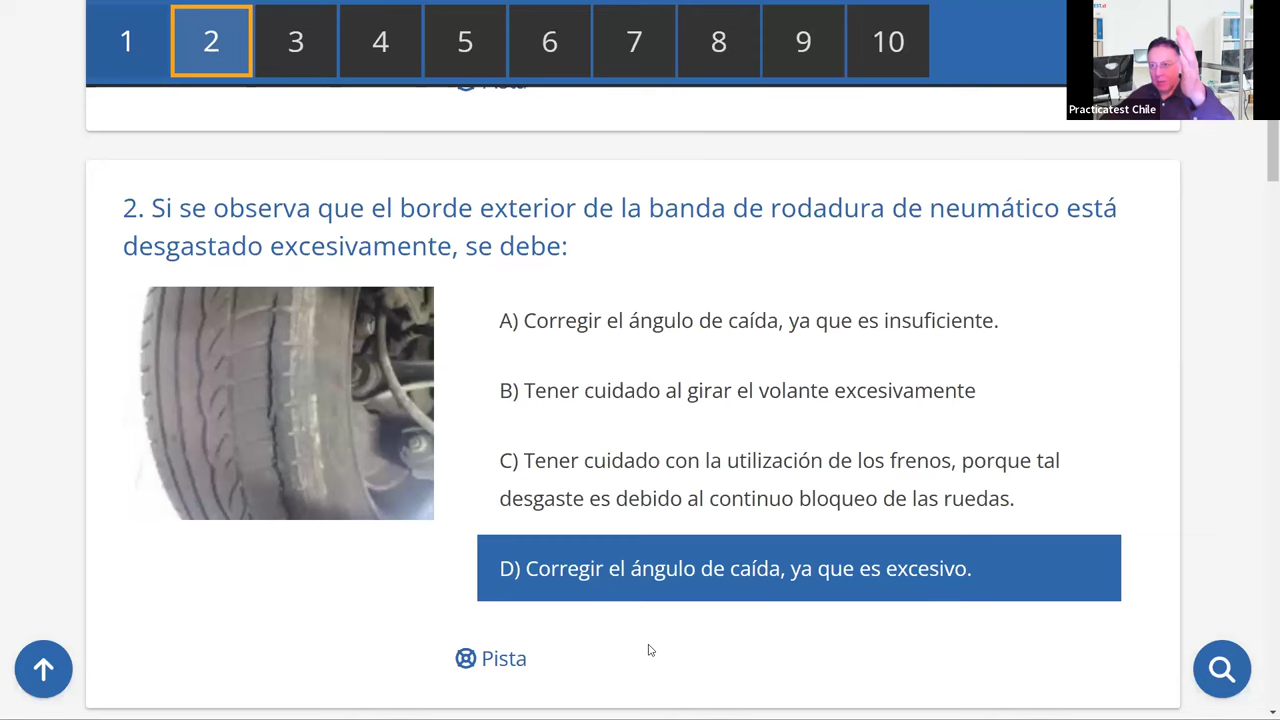 1 2 3 4 5 6 7 8 9 10
Practicatest Chile
2. Si se observa que el borde exterior de la banda de rodadura de neumático está
desgastado excesivamente, se debe:
A) Corregir el ángulo de caída, ya que es insuficiente.
B) Tener cuidado al girar el volante excesivamente
C) Tener cuidado con la utilización de los frenos, porque tal
desgaste es debido al continuo bloqueo de las ruedas.
D) Corregir el ángulo de caída, ya que es excesivo.
Pista